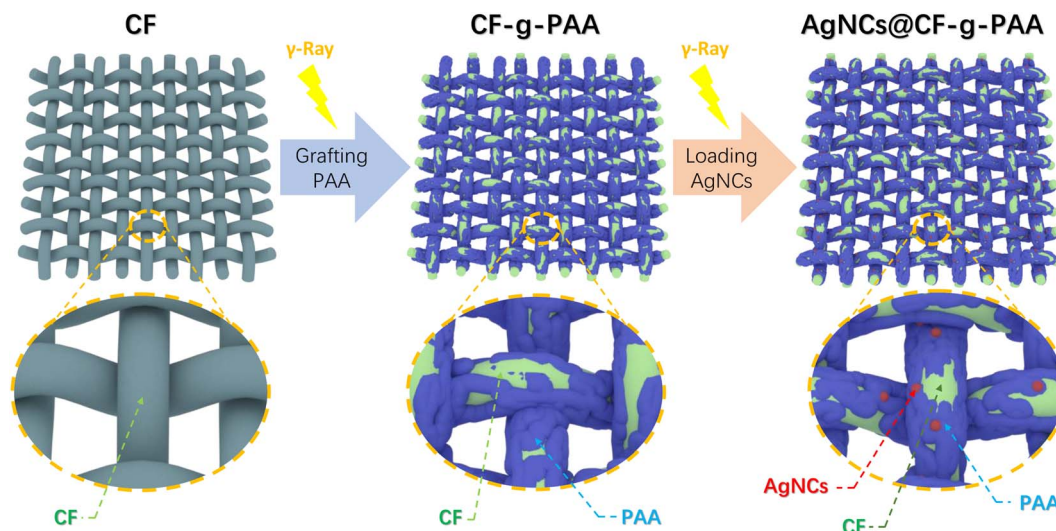 CF
CF-g-PAA
AgNCs@CF-g-PAA
γ-Ray
γ-Ray
Grafting
PAA
Loading
AgNCs
CF
CF
PAA
AgNCs
PAA
CF